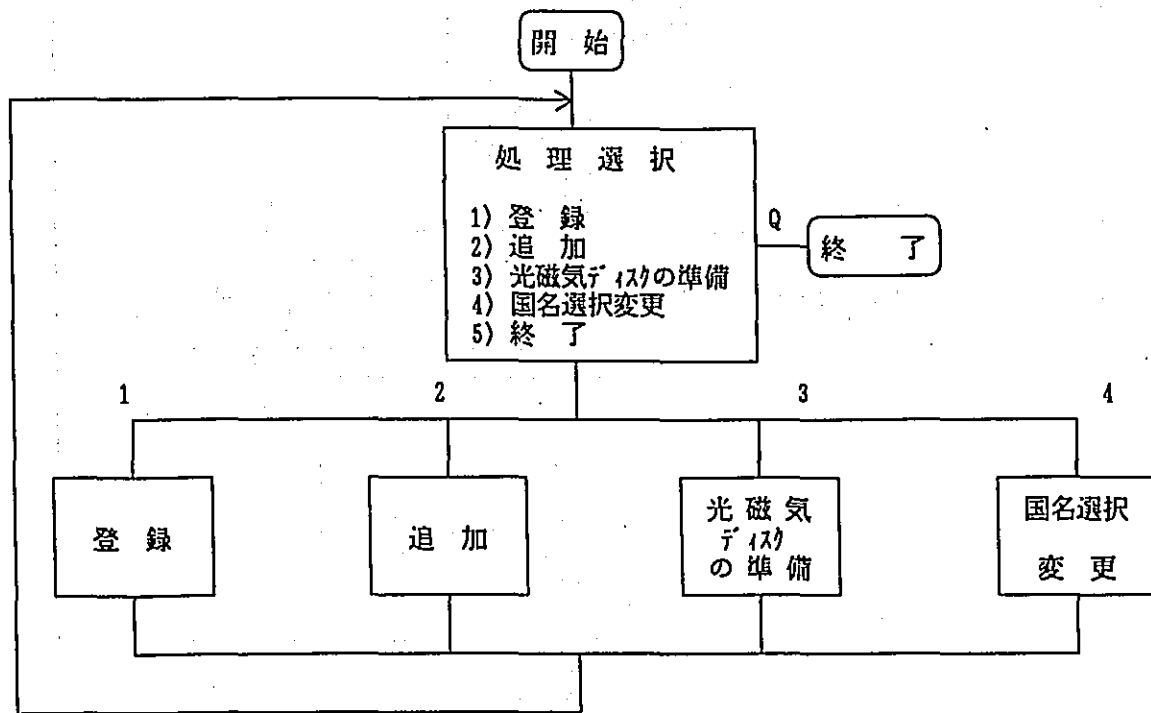 開 始
処 理 選 択
1) 登 録
2) 追 加
3) 光磁気ディスクの準備
4) 国名選択変更
5) 終 了
Q
終 了
1
2
3
4
登 録
追 加
光 磁 気
ディスク
の 準 備
国名選択
変 更